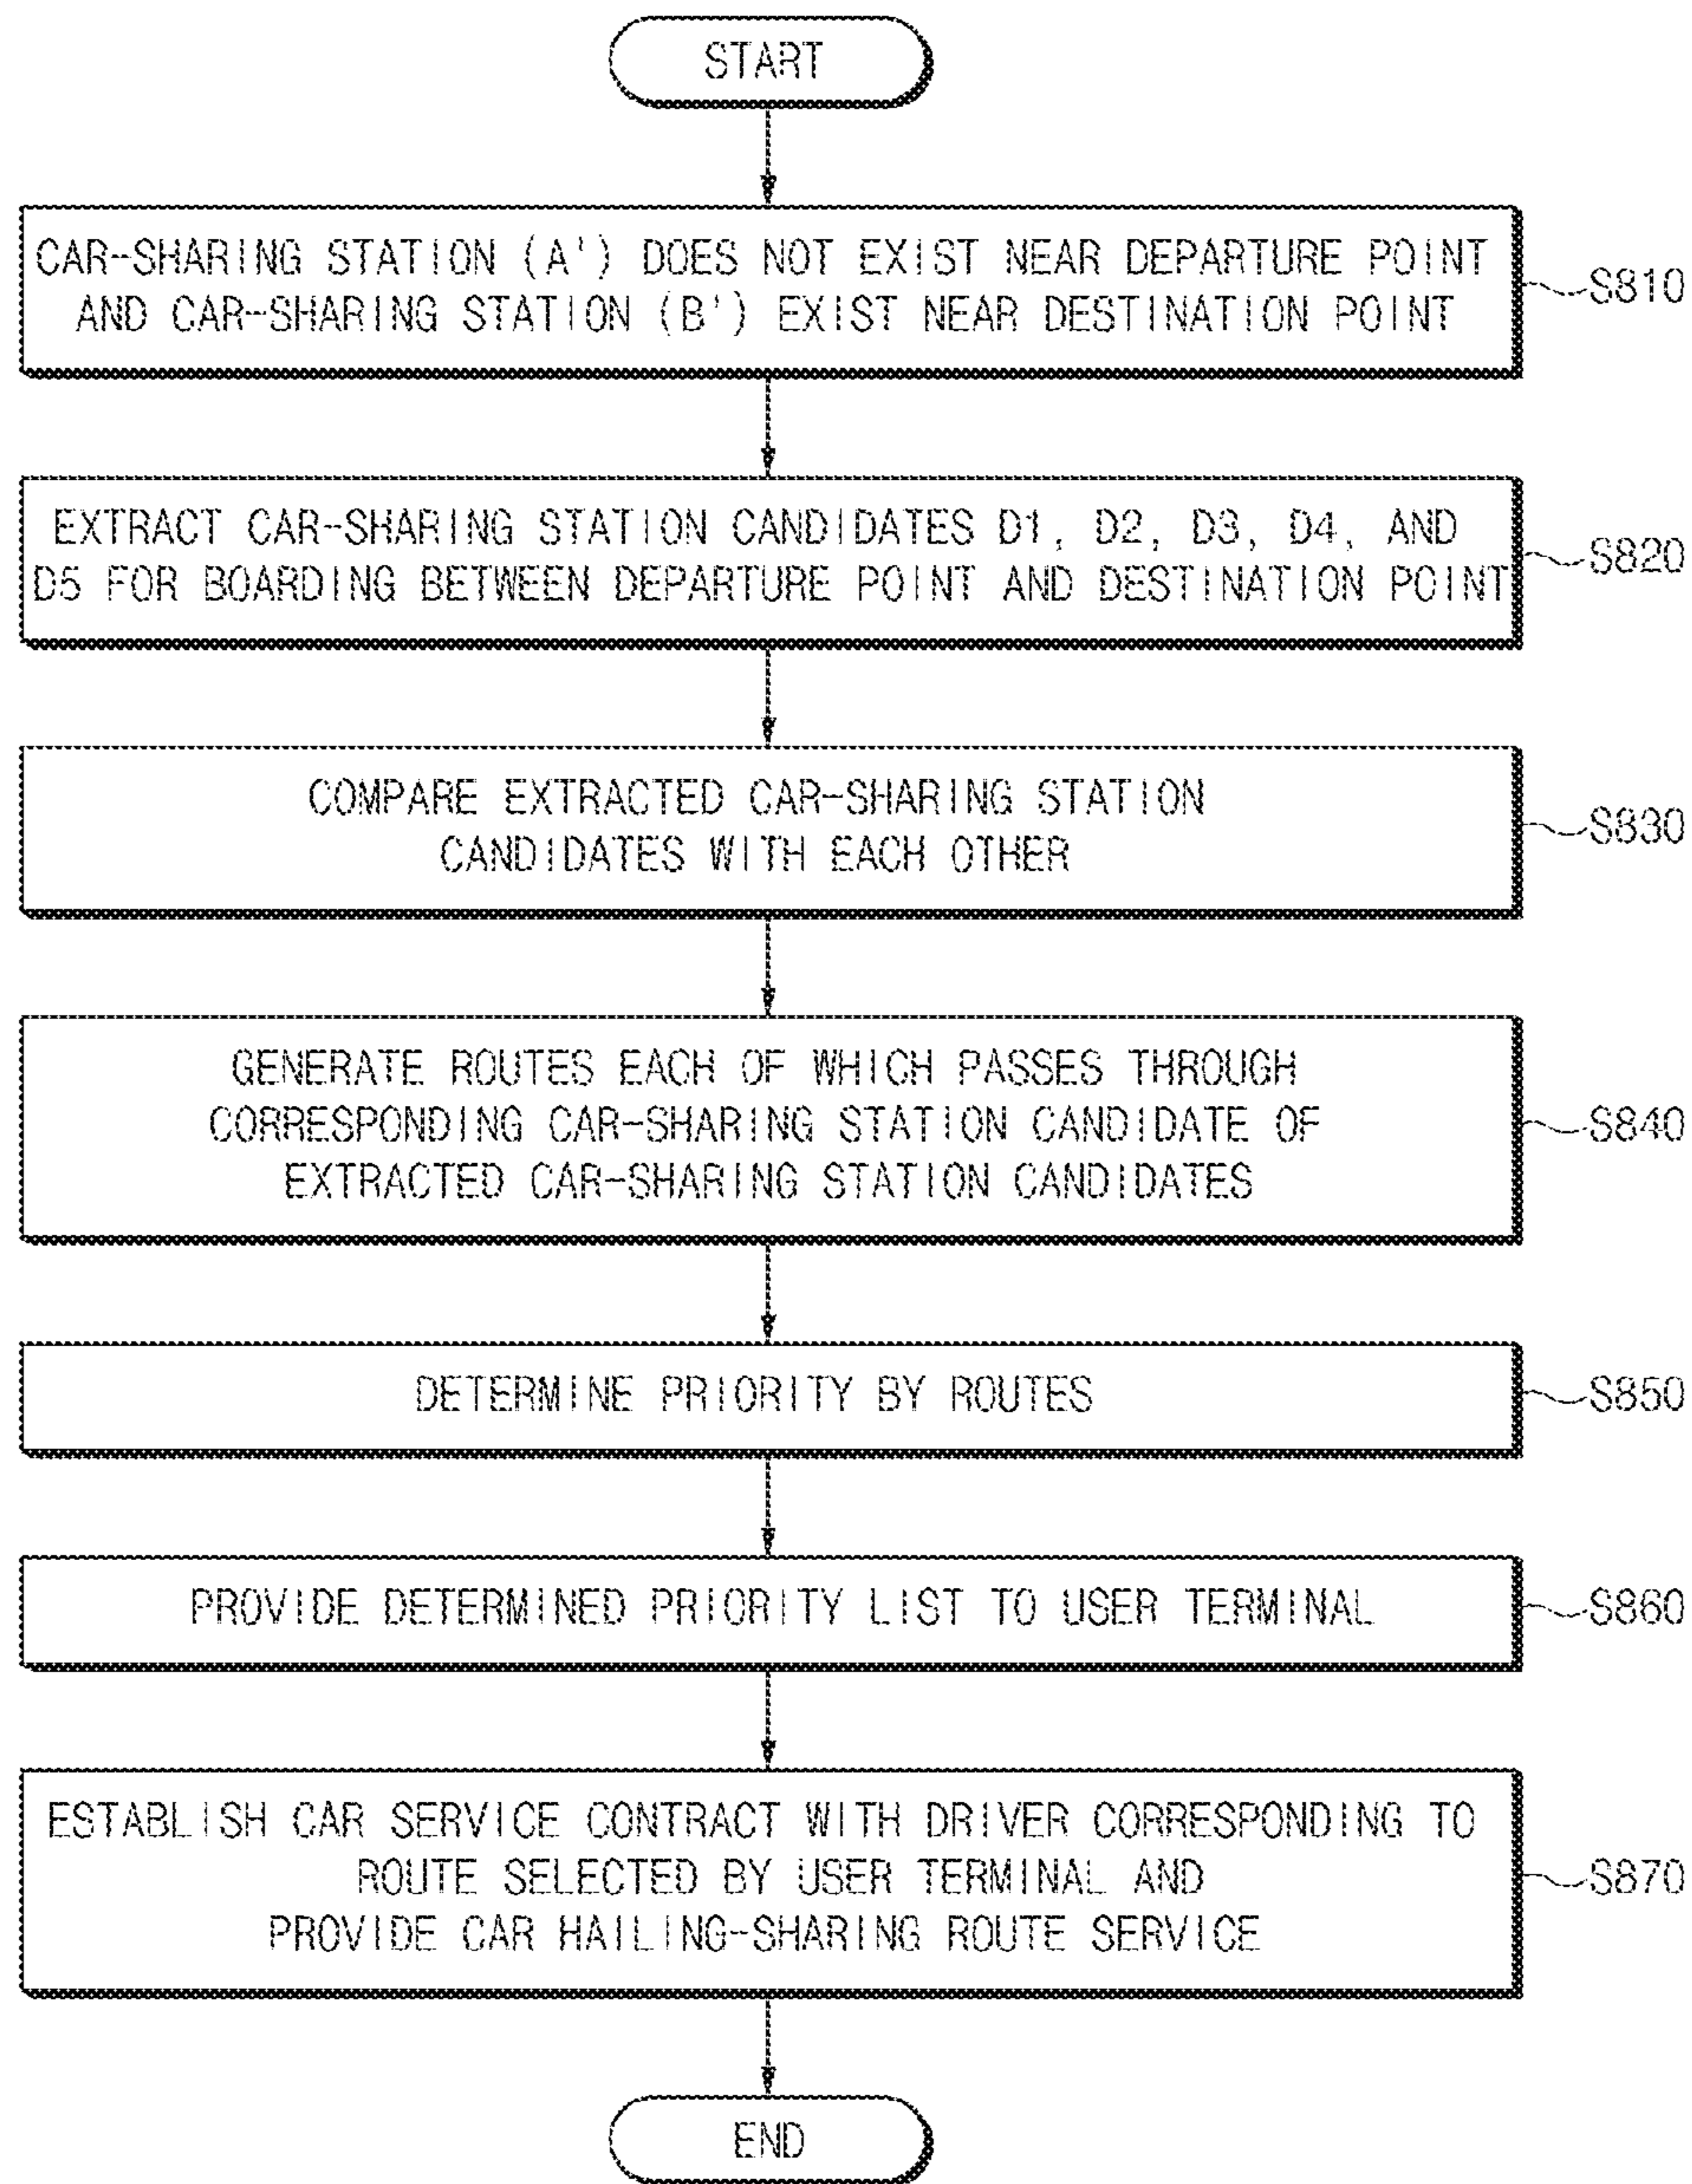 START
CAR-SHARING STATION (A') DOES NOT EXIST NEAR DEPARTURE POINT
AND CAR-SHARING STATION (B') EXIST NEAR DESTINATION POINT
S810
EXTRACT CAR-SHARING STATION CANDIDATES D1, D2, D3, D4, AND
D5 FOR BOARDING BETWEEN DEPARTURE POINT AND DESTINATION POINT
S820
COMPARE EXTRACTED CAR-SHARING STATION
CANDIDATES WITH EACH OTHER
S830
GENERATE ROUTES EACH OF WHICH PASSES THROUGH
CORRESPONDING CAR-SHARING STATION CANDIDATE OF
EXTRACTED CAR-SHARING STATION CANDIDATES
S840
DETERMINE PRIORITY BY ROUTES
S850
PROVIDE DETERMINED PRIORITY LIST TO USER TERMINAL
S860
ESTABLISH CAR SERVICE CONTRACT WITH DRIVER CORRESPONDING TO
ROUTE SELECTED BY USER TERMINAL AND
PROVIDE CAR HAILING-SHARING ROUTE SERVICE
S870
END